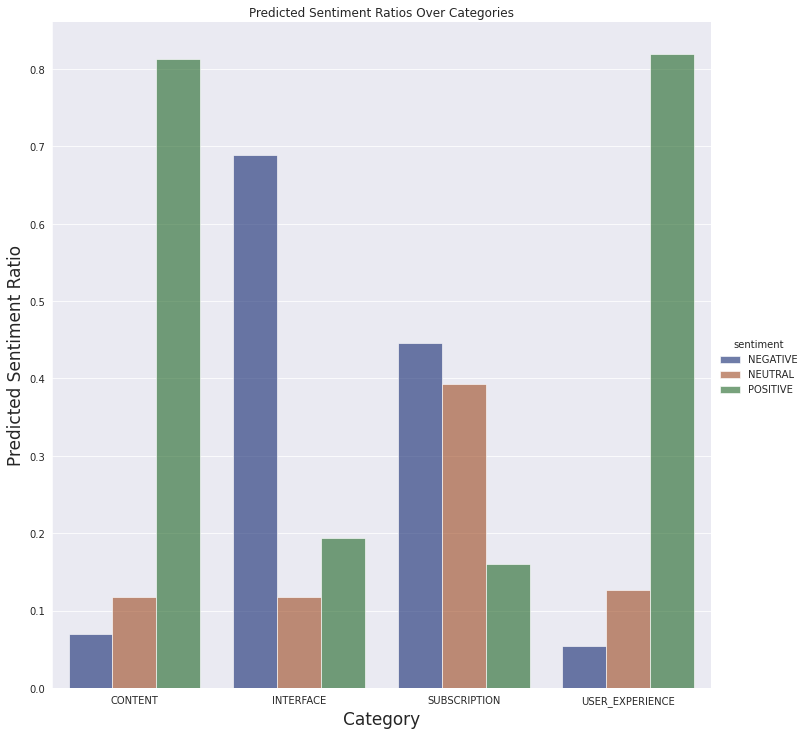 Predicted Sentiment Ratios Over Categories
Predicted Sentiment Ratio
0.8
0.7
0.6
0.5
0.4
0.3
0.2
0.1
0.0
CONTENT
INTERFACE
SUBSCRIPTION
USER_EXPERIENCE
Category
sentiment
NEGATIVE
NEUTRAL
POSITIVE